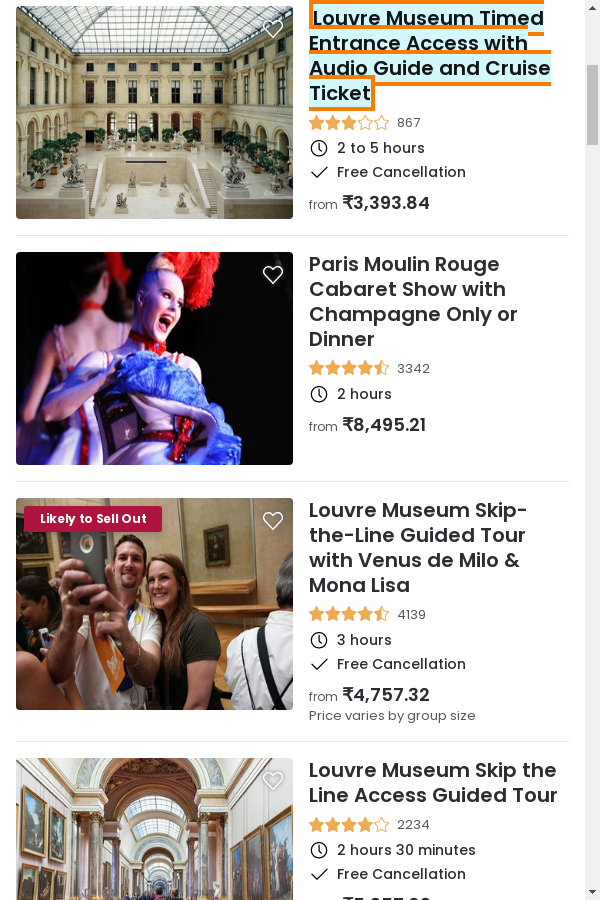 Louvre Museum Timed
Entrance Access with
Audio Guide and Cruise
Ticket
867
2 to 5 hours
Free Cancellation
from ₹3,393.84
Paris Moulin Rouge
Cabaret Show with
Champagne Only or
Dinner
3342
2 hours
from ₹8,495.21
Likely to Sell Out
Louvre Museum Skip-
the-Line Guided Tour
with Venus de Milo &
Mona Lisa
4139
3 hours
Free Cancellation
from ₹4,757.32
Price varies by group size
Louvre Museum Skip the
Line Access Guided Tour
2234
2 hours 30 minutes
Free Cancellation